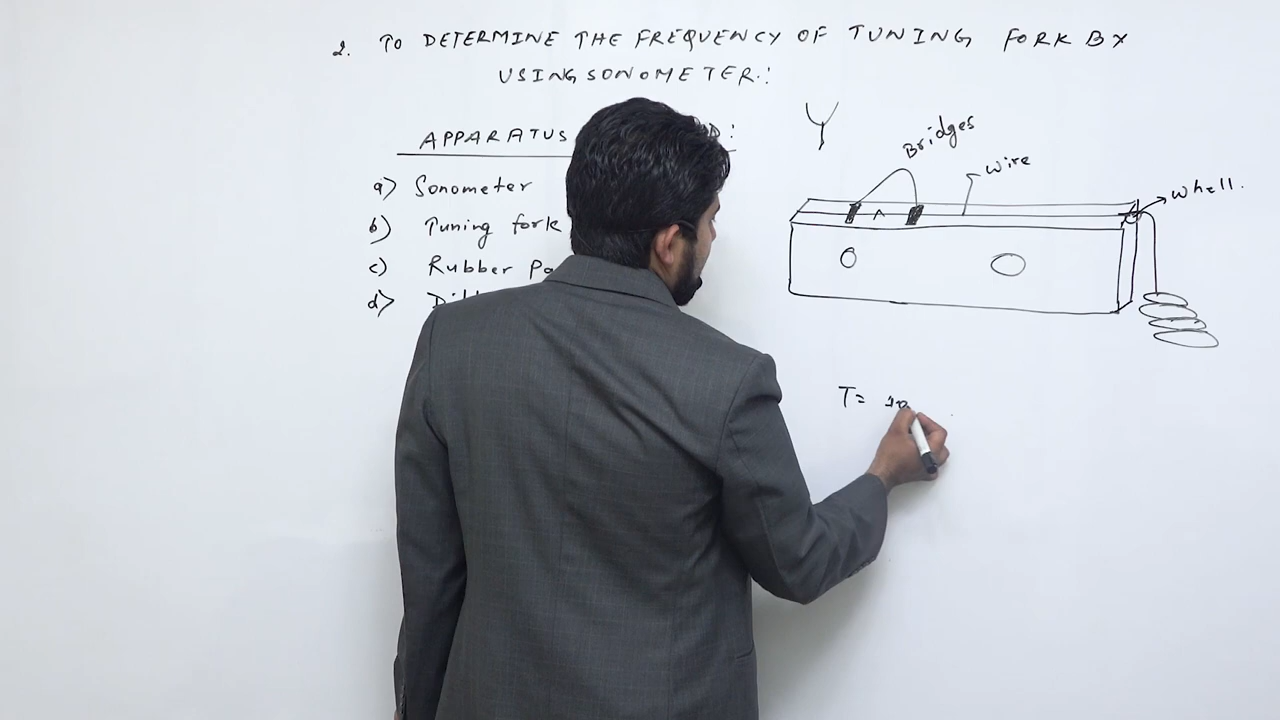 2. TO DETERMINE THE FREQUENCY OF TUNING FORK BY
USING SONOMETER.:
APPARATUS D:
a) Sonometer
b) Tuning fork
c) Rubber Pa
d)
Bridges
Wire
Whell.
T=